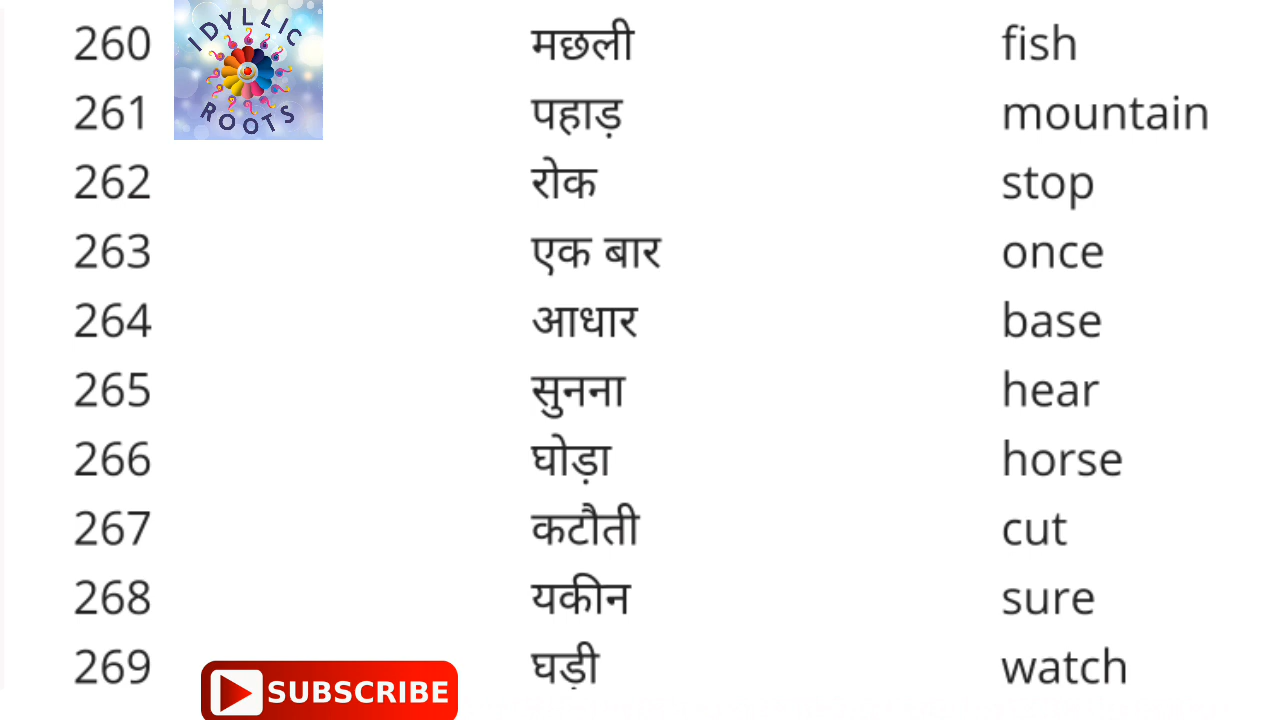 IDYLLIC
ROOTS
260 मछली fish
261 पहाड़ mountain
262 रोक stop
263 एक बार once
264 आधार base
265 सुनना hear
266 घोड़ा horse
267 कटौती cut
268 यकीन sure
269 घड़ी watch
SUBSCRIBE